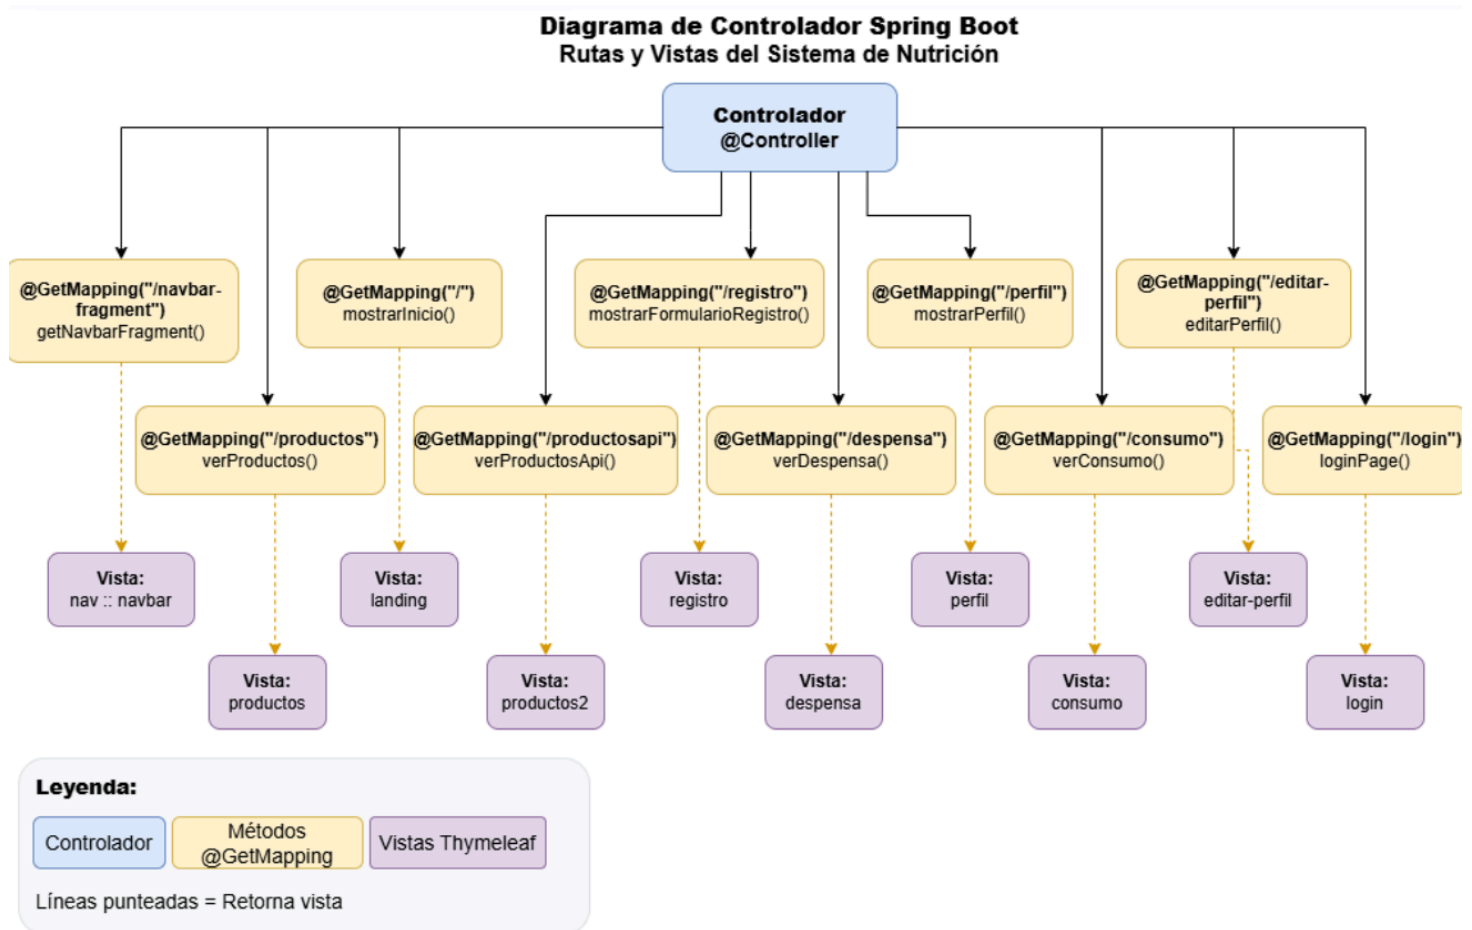 Diagrama de Controlador Spring Boot
Rutas y Vistas del Sistema de Nutrición
Controlador
@Controller
@GetMapping("/navbar-
fragment")
getNavbarFragment()
@GetMapping("/")
mostrarInicio()
@GetMapping("/registro")
mostrarFormularioRegistro()
@GetMapping("/perfil")
mostrarPerfil()
@GetMapping("/editar-
perfil")
editarPerfil()
@GetMapping("/productos")
verProductos()
@GetMapping("/productosapi")
verProductosApi()
@GetMapping("/despensa")
verDespensa()
@GetMapping("/consumo")
verConsumo()
@GetMapping("/login")
loginPage()
Vista:
nav :: navbar
Vista:
landing
Vista:
registro
Vista:
perfil
Vista:
editar-perfil
Vista:
productos
Vista:
productos2
Vista:
despensa
Vista:
consumo
Vista:
login
Leyenda:
Controlador
Métodos
@GetMapping
Vistas Thymeleaf
Líneas punteadas = Retorna vista